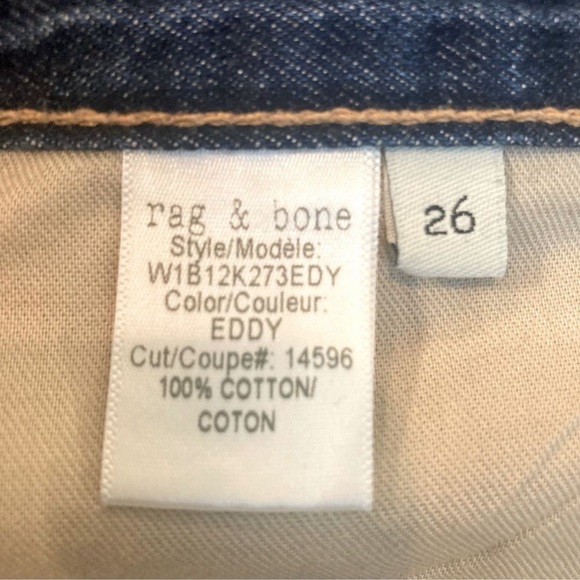 rag & bone
Style/Modèle:
W1B12K273EDY
Color/Couleur:
EDDY
Cut/Coupe#: 14596
100% COTTON/
COTON
26